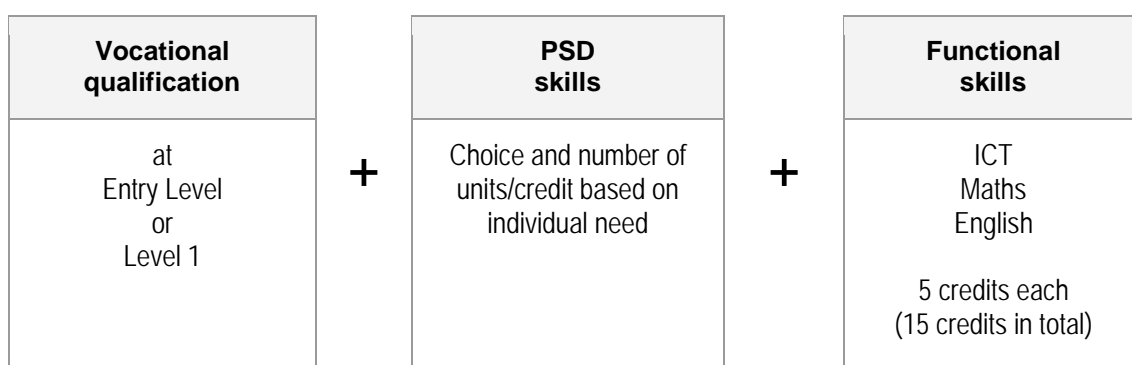 Vocational
qualification
at
Entry Level
or
Level 1
+
PSD
skills
Choice and number of
units/credit based on
individual need
+
Functional
skills
ICT
Maths
English
5 credits each
(15 credits in total)